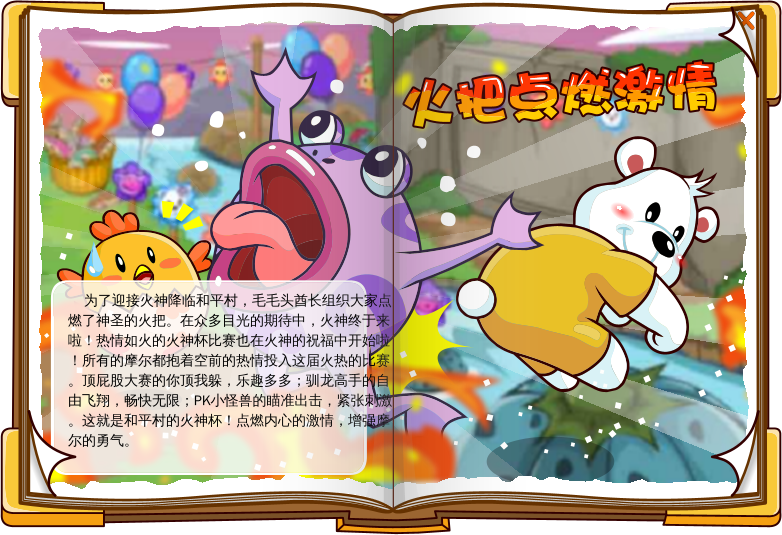 火把点燃激情
为了迎接火神降临和平村，毛毛头酋长组织大家点
燃了神圣的火把。在众多目光的期待中，火神终于来
啦！热情如火的火神杯比赛也在火神的祝福中开始啦
！所有的摩尔都抱着空前的热情投入这届火热的比赛
。顶屁股大赛的你顶我躲，乐趣多多；驯龙高手的自
由飞翔，畅快无限；PK小怪兽的瞄准出击，紧张刺激
。这就是和平村的火神杯！点燃内心的激情，增强摩
尔的勇气。